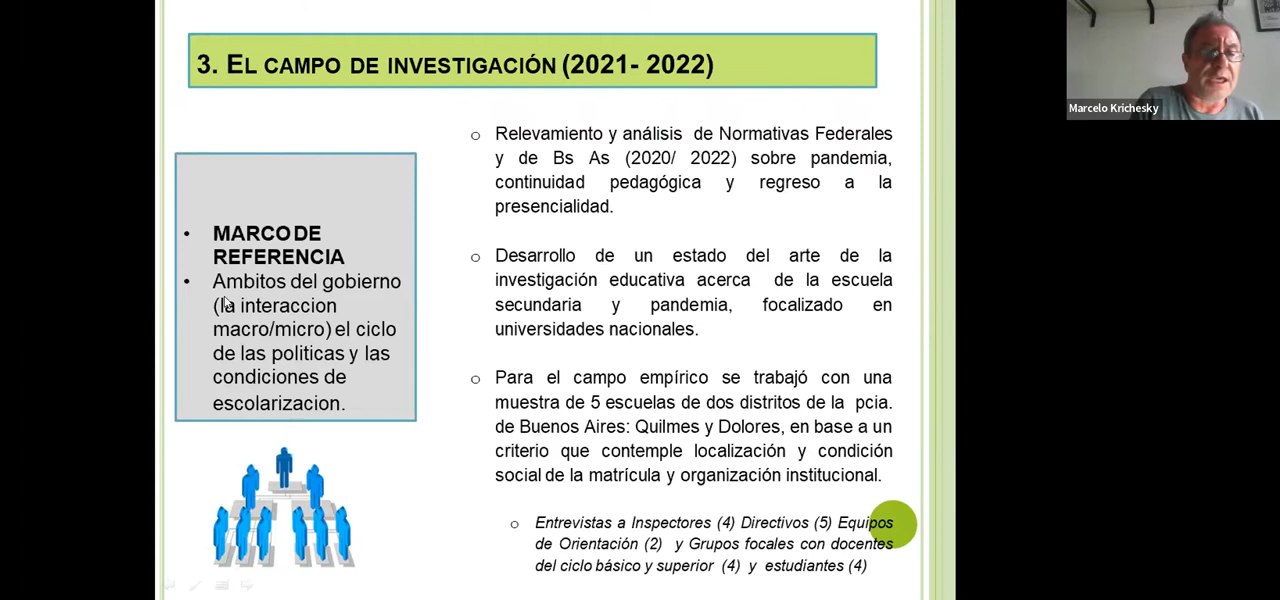 3. EL CAMPO DE INVESTIGACIÓN (2021- 2022)
Marcelo Krichesky
• MARCO DE
REFERENCIA
• Ambitos del gobierno
(la interaccion
macro/micro) el ciclo
de las politicas y las
condiciones de
escolarizacion.
o Relevamiento y análisis de Normativas Federales
y de Bs As (2020/ 2022) sobre pandemia,
continuidad pedagógica y regreso a la
presencialidad.
o Desarrollo de un estado del arte de la
investigación educativa acerca de la escuela
secundaria y pandemia, focalizado en
universidades nacionales.
o Para el campo empírico se trabajó con una
muestra de 5 escuelas de dos distritos de la pcia.
de Buenos Aires: Quilmes y Dolores, en base a un
criterio que contemple localización y condición
social de la matrícula y organización institucional.
o Entrevistas a Inspectores (4) Directivos (5) Equipos
de Orientación (2) y Grupos focales con docentes
del ciclo básico y superior (4) y estudiantes (4)